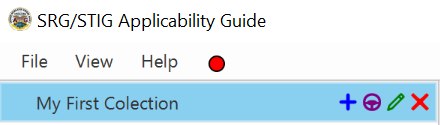 SRG/STIG Applicability Guide
File View Help
My First Colection